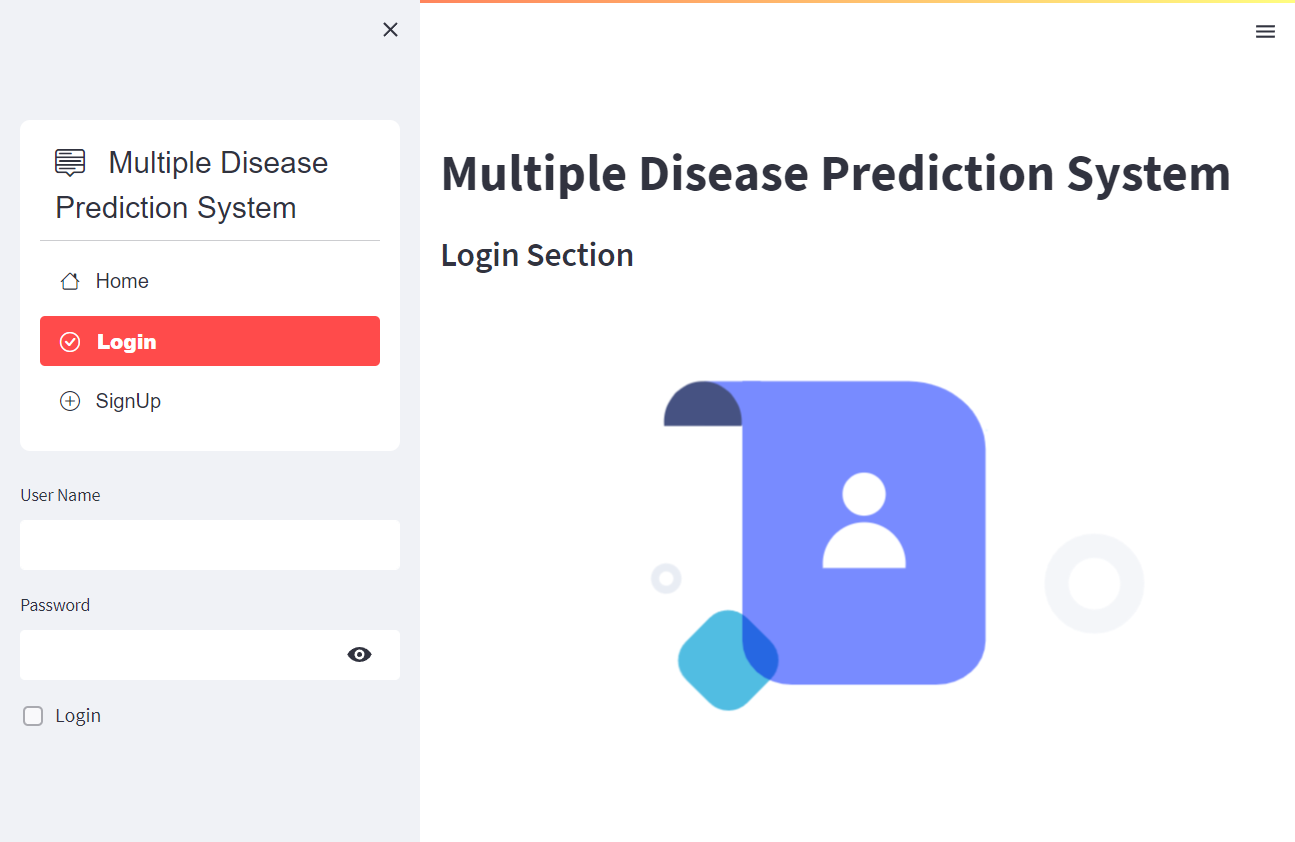 Multiple Disease
Prediction System
Home
Login
SignUp
User Name
Password
Login
Multiple Disease Prediction System
Login Section